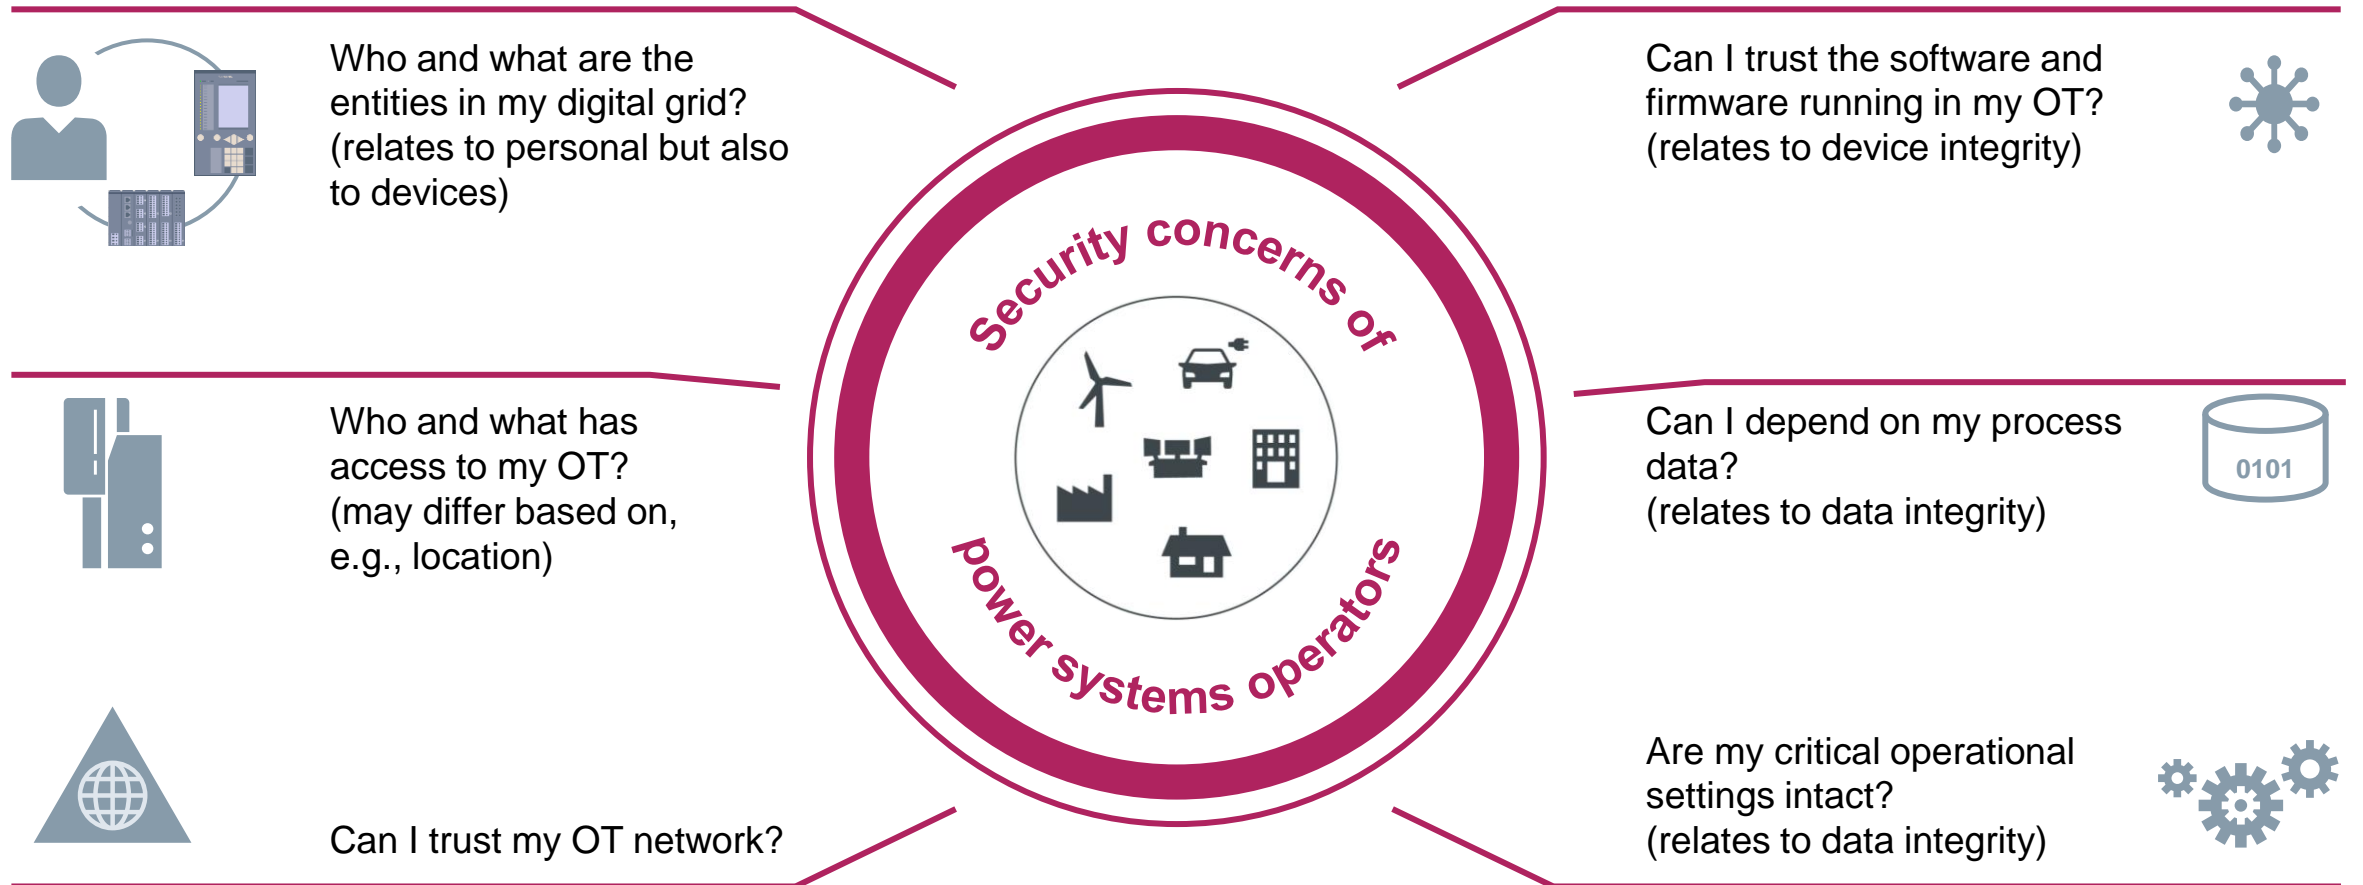 Who and what are the
entities in my digital grid?
(relates to personal but also
to devices)
Who and what has
access to my OT?
(may differ based on,
e.g., location)
Can I trust my OT network?
Security concerns of
power systems operators
Can I trust the software and
firmware running in my OT?
(relates to device integrity)
Can I depend on my process
data?
(relates to data integrity)
0101
Are my critical operational
settings intact?
(relates to data integrity)